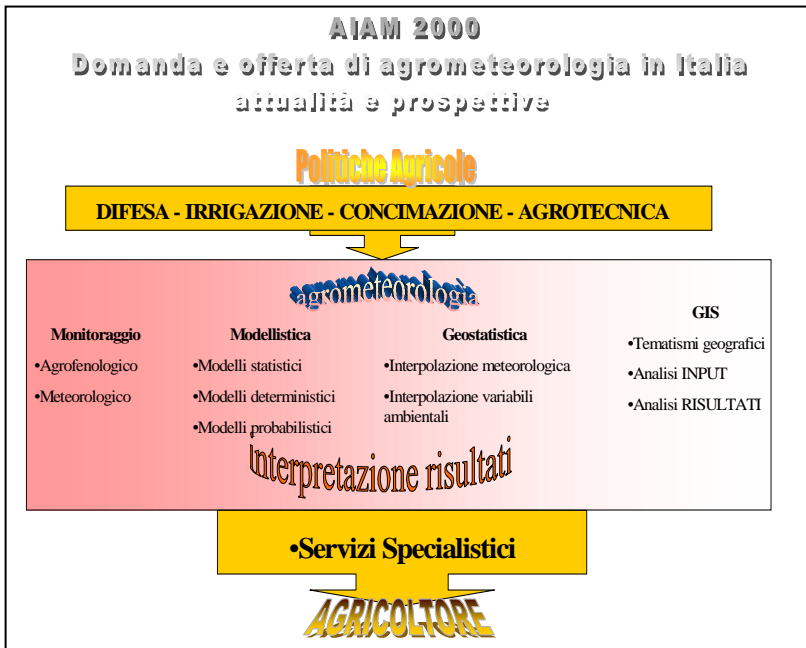 AIAM 2000
Domanda e offerta di agrometeorologia in Italia
attualità e prospettive
Politiche Agricole
DIFESA - IRRIGAZIONE - CONCIMAZIONE - AGROTECNICA
agrometeorologia
Monitoraggio
•Agrofenologico
•Meteorologico
Modellistica
•Modelli statistici
•Modelli deterministici
•Modelli probabilistici
Geostatistica
•Interpolazione meteorologica
•Interpolazione variabili
ambientali
GIS
•Tematismi geografici
•Analisi INPUT
•Analisi RISULTATI
Interpretazione risultati
•Servizi Specialistici
AGRICOLTORE